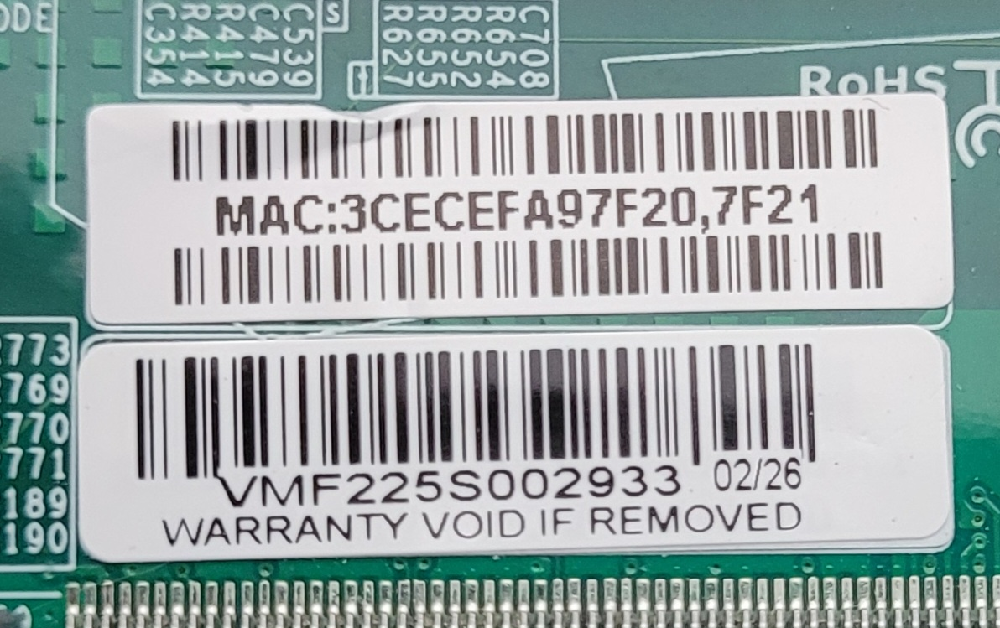 ODE
C539
C479
R415
R414
C354
S
C708
R654
R652
R655
R627
RoHS
MAC:3CECEFA97F20,7F21
773
769
770
771
189
190
VMF225S002933 02/26
WARRANTY VOID IF REMOVED